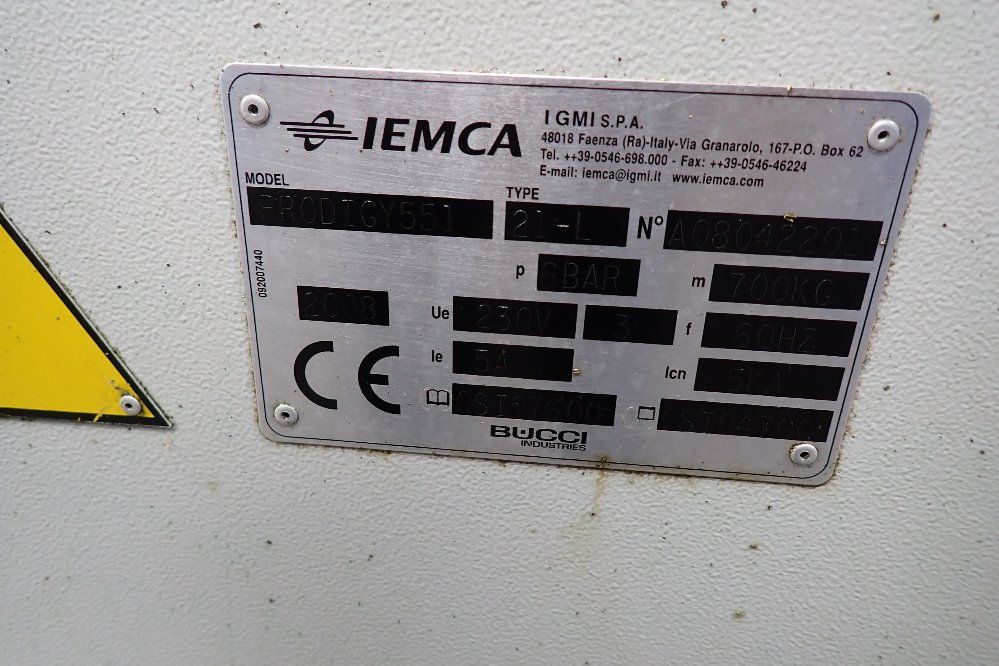 IEMCA
I GMI S.P.A.
48018 Faenza (Ra)-Italy-Via Granarolo, 167-P.O. Box 62
Tel. ++39-0546-698.000 - Fax: ++39-0546-46224
E-mail: iemca@igmi.it www.iemca.com
MODEL TYPE
PRODIGY551 21-L N° A08042201
p 6BAR m 700KG
2008 Ue 230V 3 f 60HZ
Ie 5A Icn 5KA
CE
BUCCI
INDUSTRIES
092007440